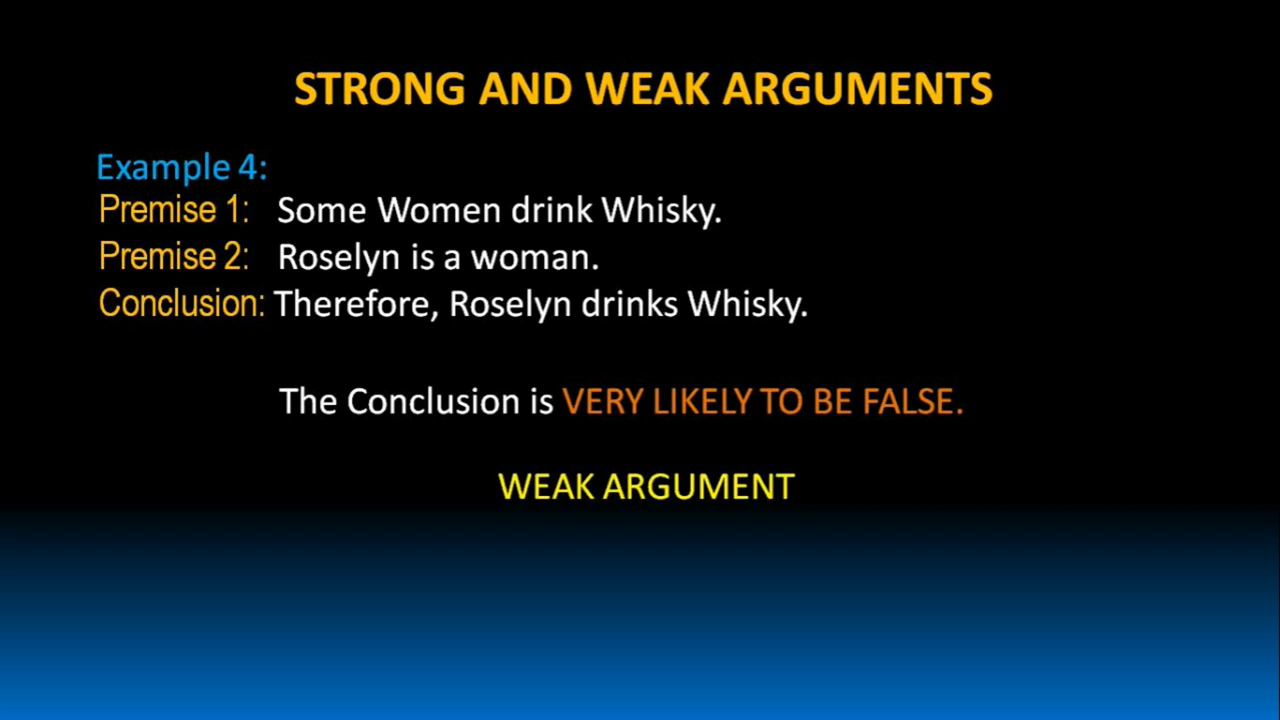 STRONG AND WEAK ARGUMENTS
Example 4:
Premise 1: Some Women drink Whisky.
Premise 2: Roselyn is a woman.
Conclusion: Therefore, Roselyn drinks Whisky.
The Conclusion is VERY LIKELY TO BE FALSE.
WEAK ARGUMENT